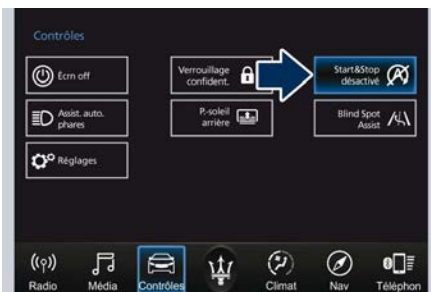 Contrôles
Écrn off
Verrouillage
confident.
Start&Stop
désactivé
Assist. auto.
phares
P.-soleil
arrière
Blind Spot
Assist
Réglages
Radio
Média
Contrôles
Climat
Nav
Téléphon